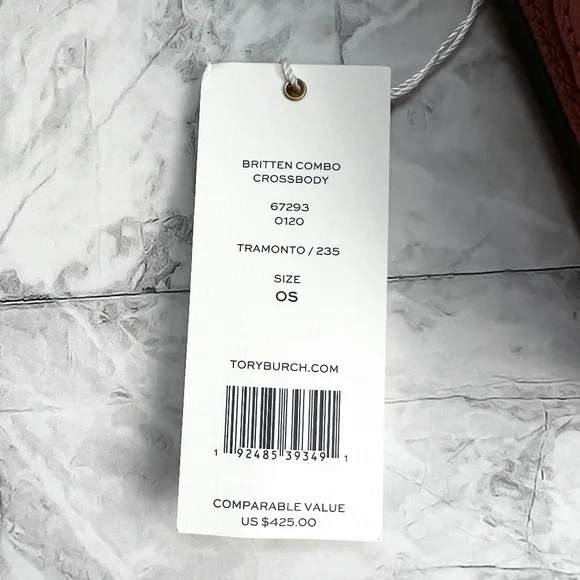 BRITTEN COMBO
CROSSBODY
67293
0120
TRAMONTO / 235
SIZE
OS
TORYBURCH.COM
1 92485 39349 1
COMPARABLE VALUE
US $425.00